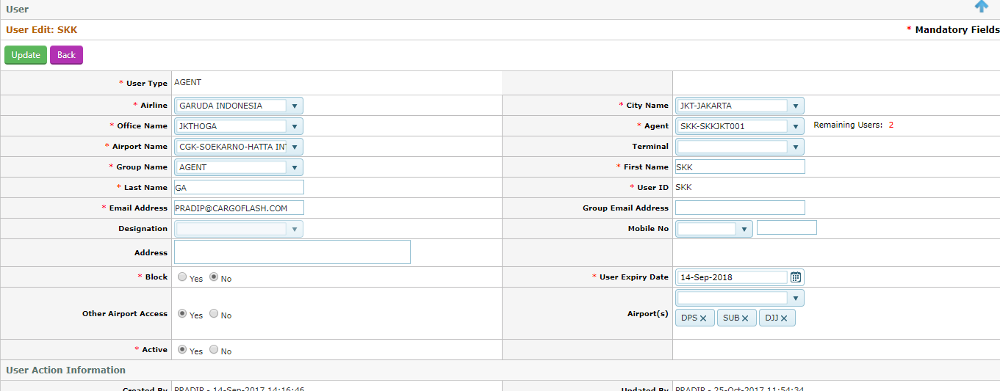 User
User Edit: SKK
* Mandatory Fields
Update Back
* User Type AGENT
* Airline GARUDA INDONESIA * City Name JKT-JAKARTA
* Office Name JKTHOGA * Agent SKK-SKKJKT001 Remaining Users: 2
* Airport Name CGK-SOEKARNO-HATTA INT Terminal
* Group Name AGENT * First Name SKK
* Last Name GA * User ID SKK
* Email Address PRADIP@CARGOFLASH.COM Group Email Address
Designation Mobile No
Address
* Block Yes No * User Expiry Date 14-Sep-2018
Other Airport Access Yes No Airport(s)
DPS SUB DJJ
* Active Yes No
User Action Information
Created By PRADIP - 14-Sep-2017 14:16:46 Updated By PRADIP - 25-Oct-2017 11:54:34